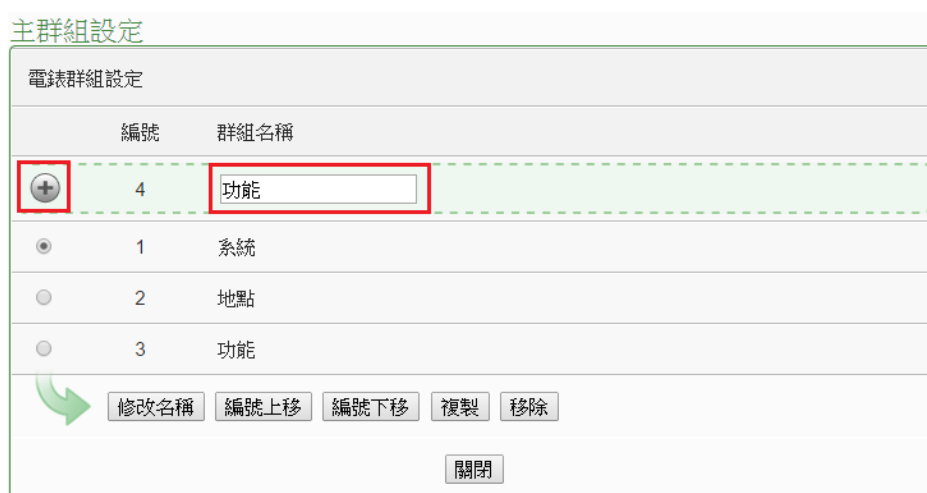 主群組設定
電錶群組設定
編號 群組名稱
4 功能
1 系統
2 地點
3 功能
修改名稱 編號上移 編號下移 複製 移除
關閉